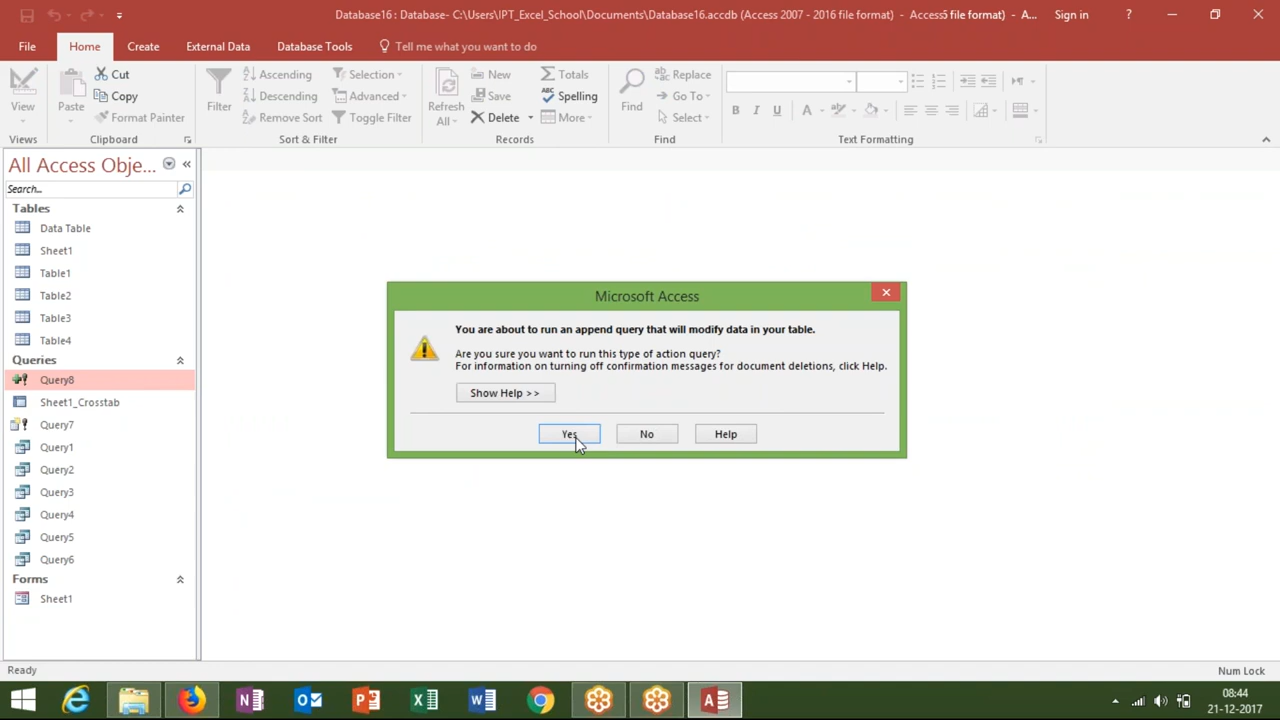 Database16 : Database- C:\Users\IPT_Excel_School\Documents\Database16.accdb (Access 2007 - 2016 file format) - A...
Sign in
?
File
Home
Create
External Data
Database Tools
Tell me what you want to do
View
Views
Paste
Cut
Copy
Format Painter
Clipboard
Filter
Ascending
Descending
Remove Sort
Selection
Advanced
Toggle Filter
Sort & Filter
Refresh
All
New
Save
Delete
Totals
Spelling
More
Records
Find
Replace
Go To
Select
Find
B I U A
Text Formatting
All Access Obje...
Search...
Tables
Data Table
Sheet1
Table1
Table2
Table3
Table4
Queries
Query8
Sheet1_Crosstab
Query7
Query1
Query2
Query3
Query4
Query5
Query6
Forms
Sheet1
Microsoft Access
You are about to run an append query that will modify data in your table.
Are you sure you want to run this type of action query?
For information on turning off confirmation messages for document deletions, click Help.
Show Help >>
Yes
No
Help
Ready
Num Lock
08:44
21-12-2017